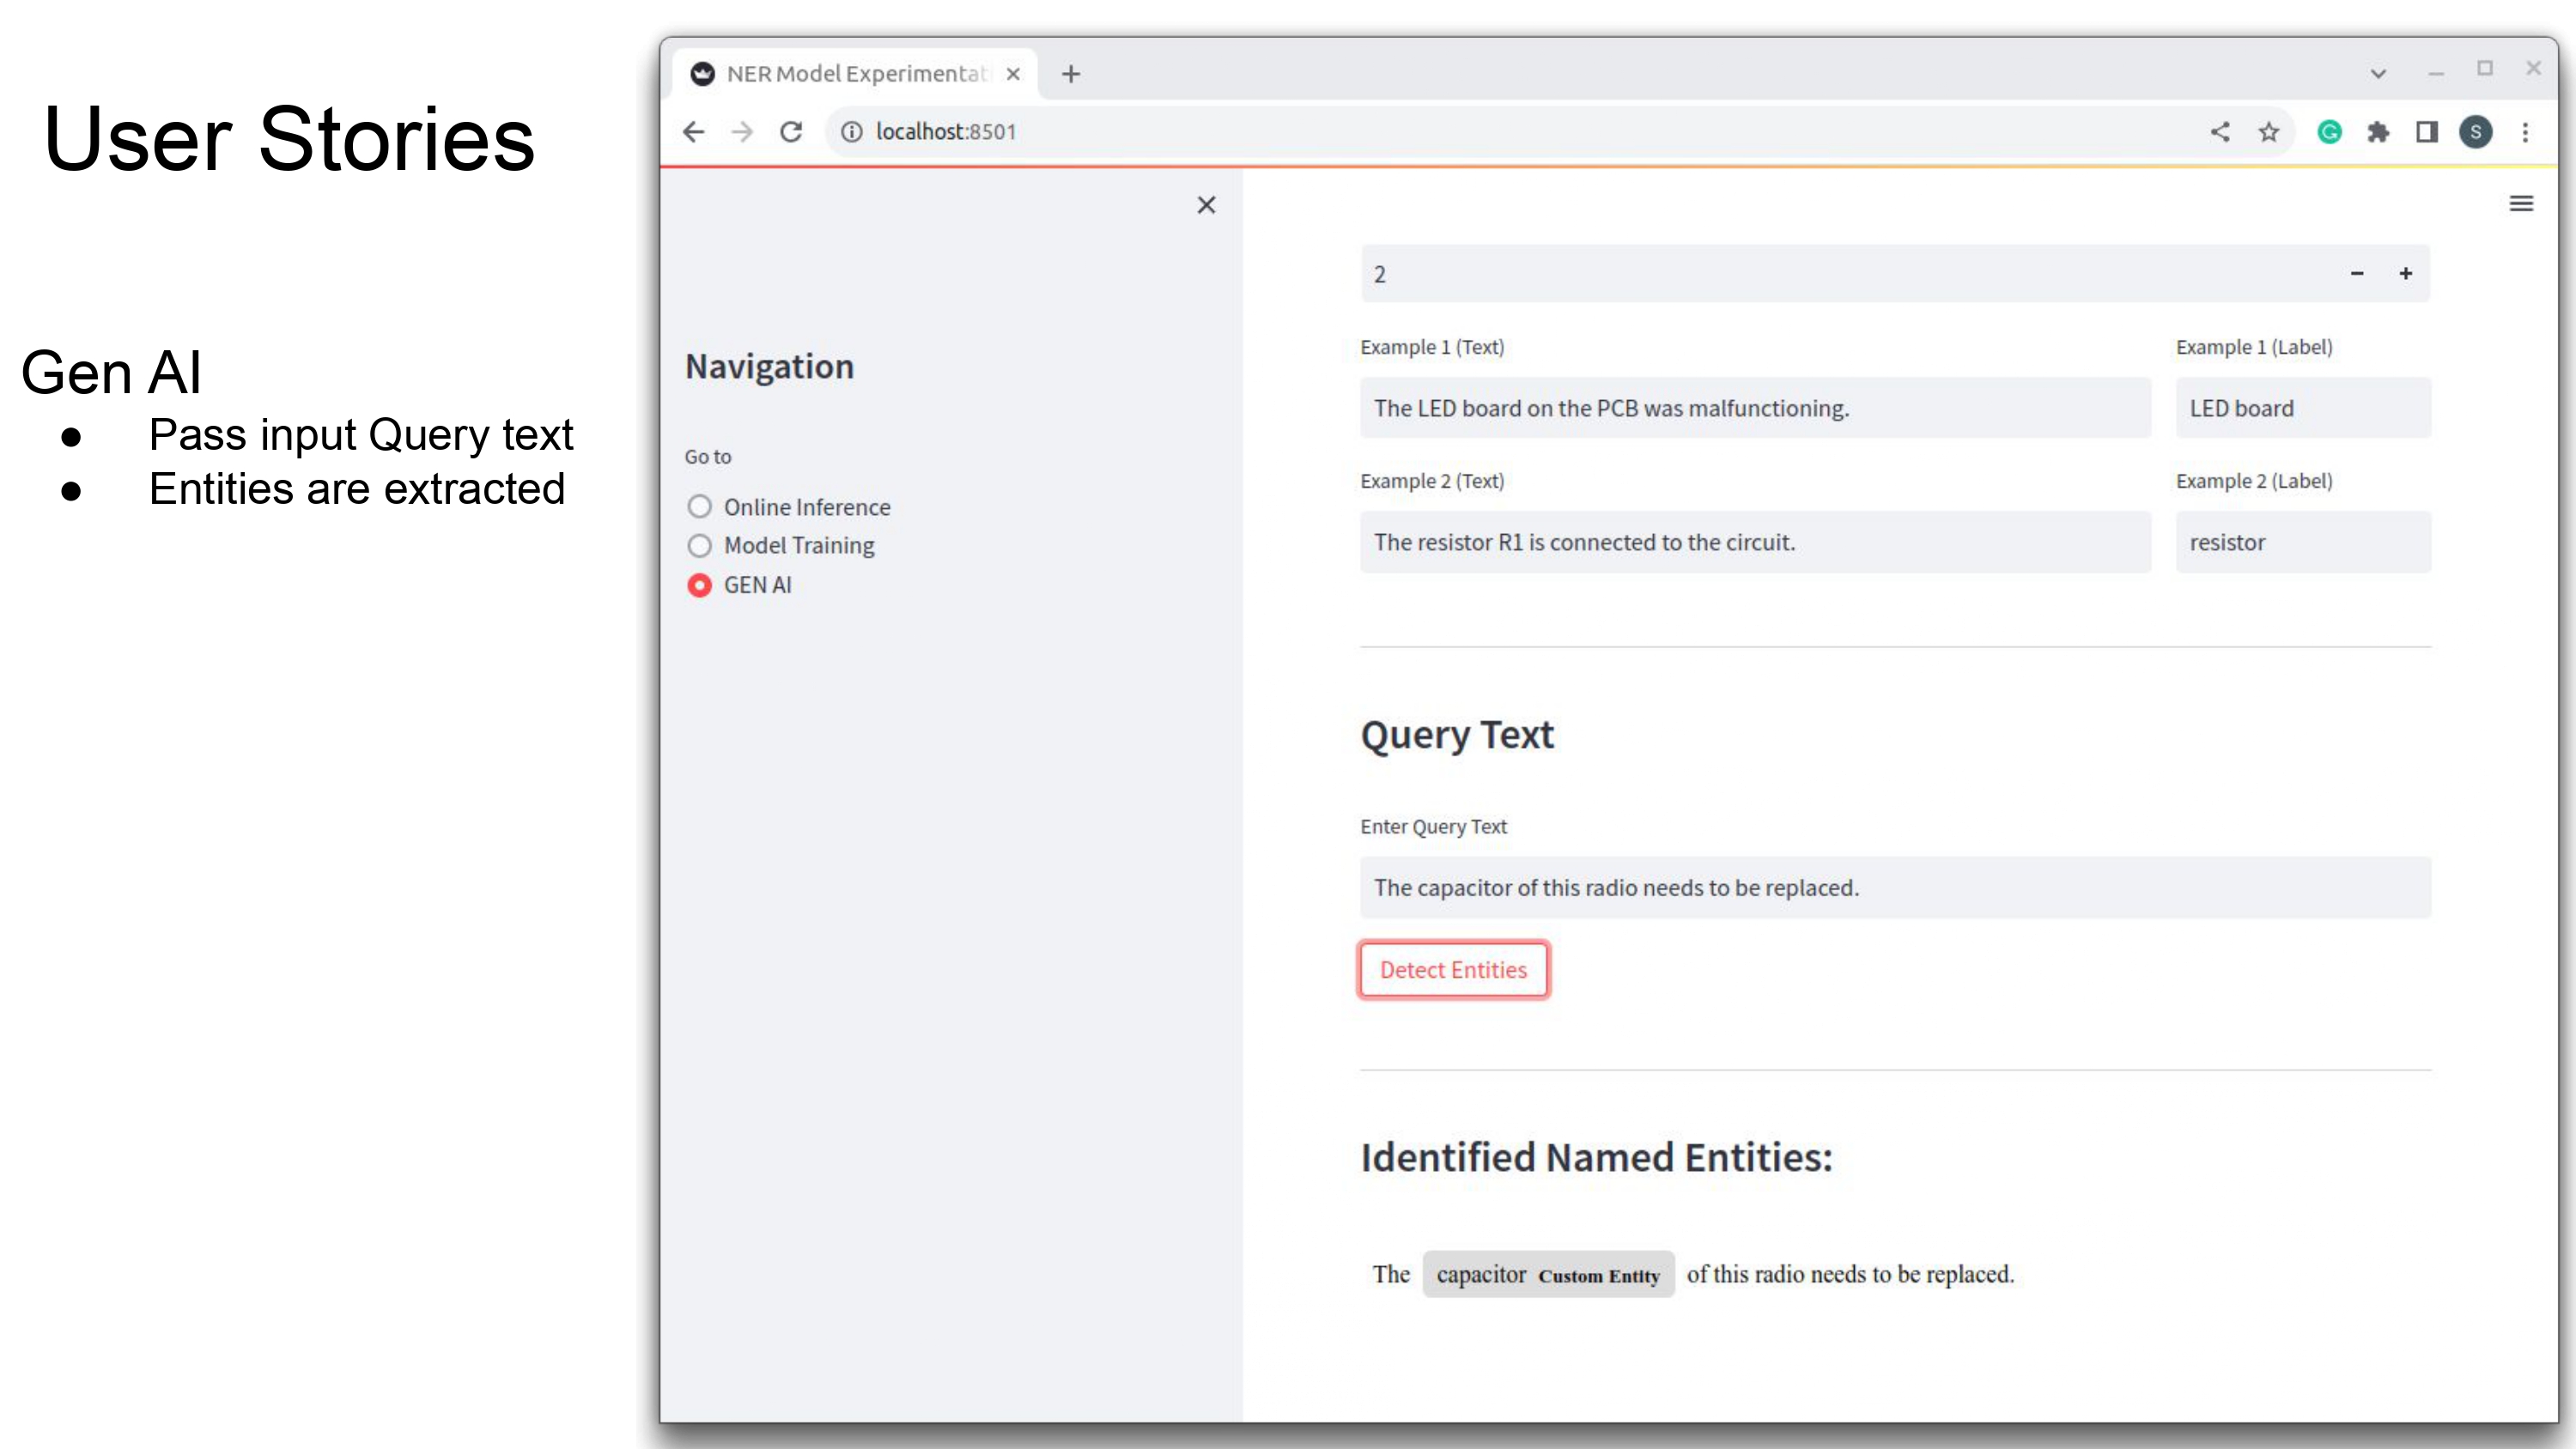 User Stories
Gen AI
● Pass input Query text
● Entities are extracted
NER Model Experimentat
localhost:8501
S
Navigation
Go to
Online Inference
Model Training
GEN AI
2
Example 1 (Text)
Example 1 (Label)
The LED board on the PCB was malfunctioning.
LED board
Example 2 (Text)
Example 2 (Label)
The resistor R1 is connected to the circuit.
resistor
Query Text
Enter Query Text
The capacitor of this radio needs to be replaced.
Detect Entities
Identified Named Entities:
The capacitor Custom Entity of this radio needs to be replaced.